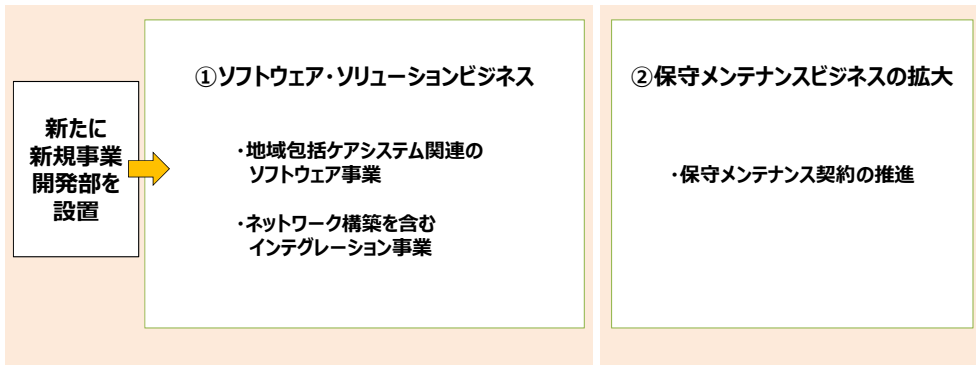 新たに
新規事業
開発部を
設置
①ソフトウェア・ソリューションビジネス
・地域包括ケアシステム関連の
ソフトウェア事業
・ネットワーク構築を含む
インテグレーション事業
②保守メンテナンスビジネスの拡大
・保守メンテナンス契約の推進